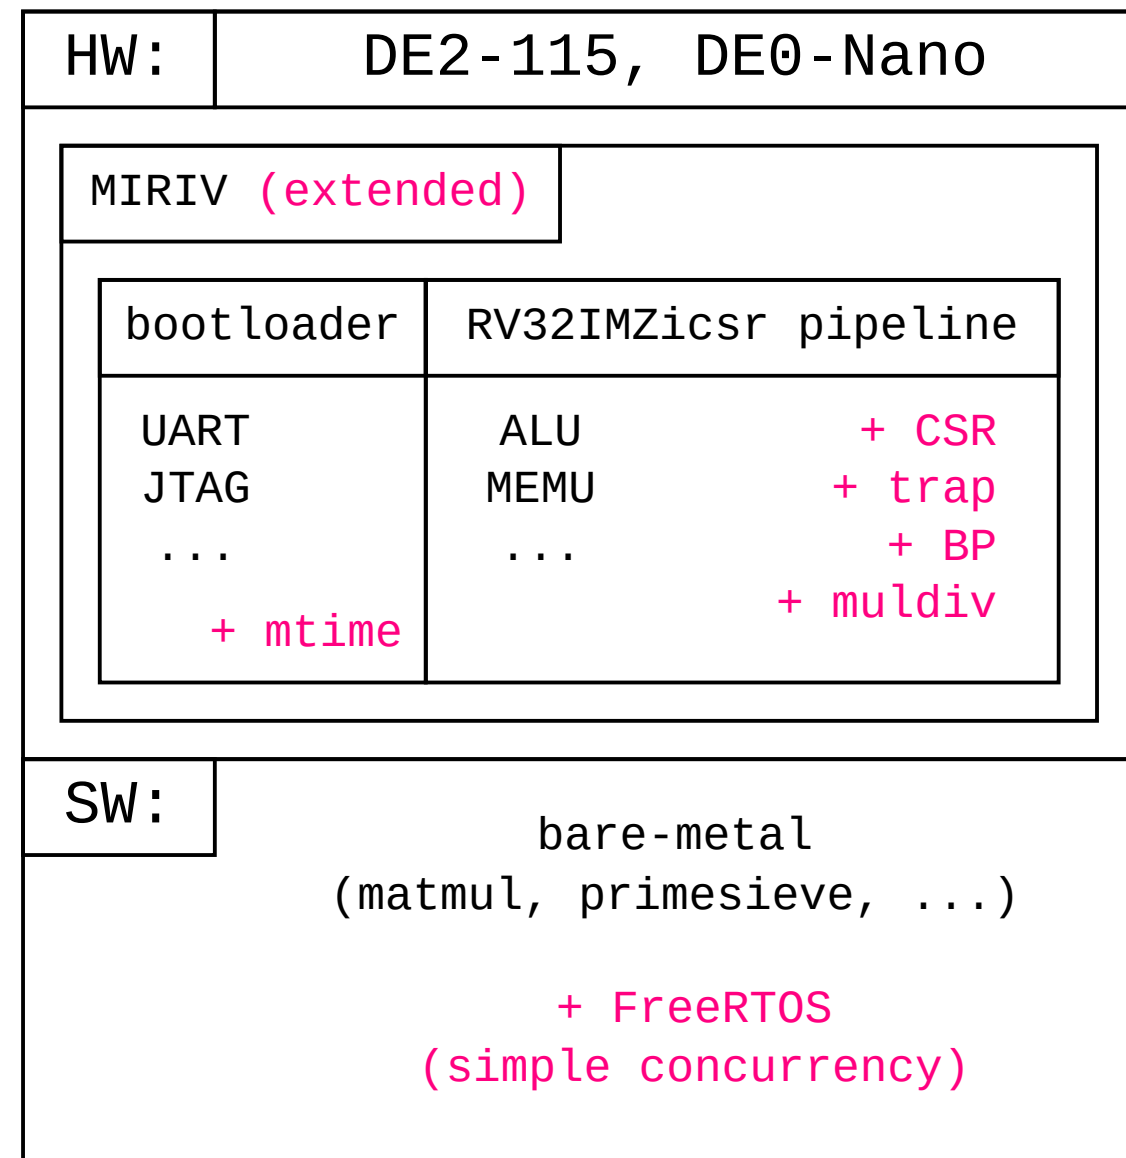 HW: DE2-115, DE0-Nano
MIRIV (extended)
bootloader RV32IMZicsr pipeline
UART ALU + CSR
JTAG MEMU + trap
... ... + BP
+ muldiv
+ mtime
SW:
bare-metal
(matmul, primesieve, ...)
+ FreeRTOS
(simple concurrency)